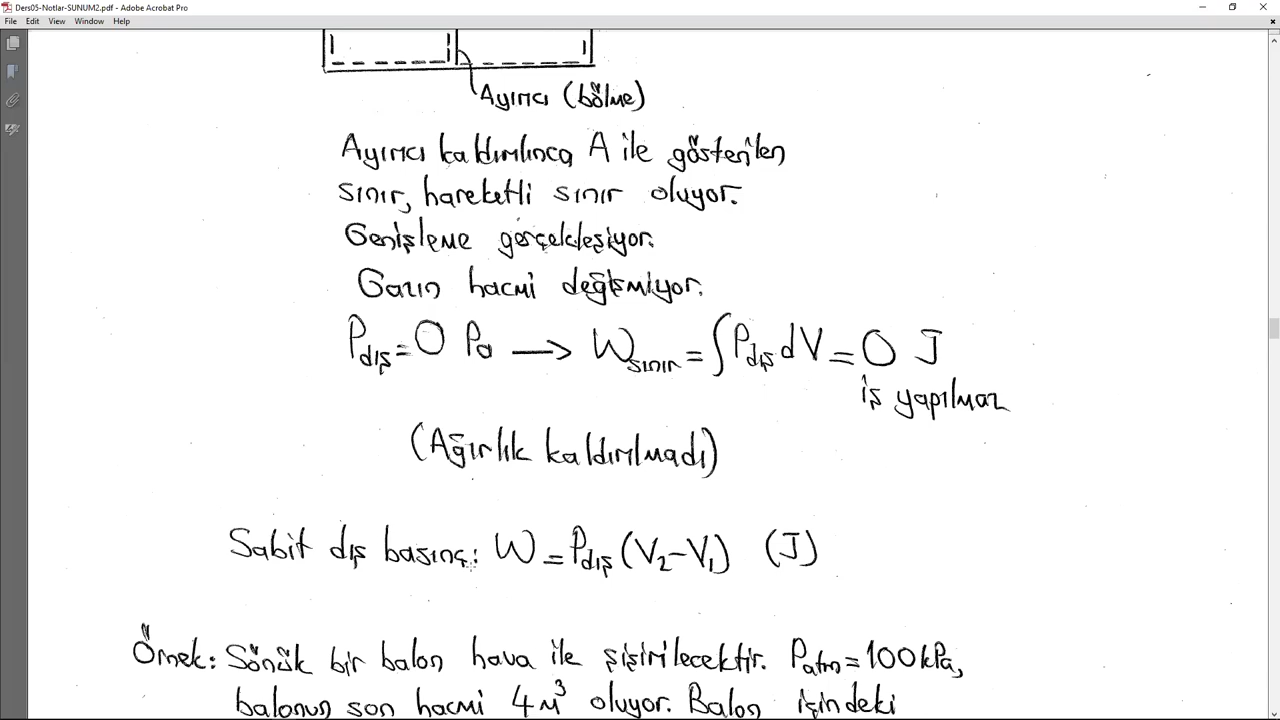 Ders05-Notlar-SUNUM2.pdf - Adobe Acrobat Pro
File Edit View Window Help
Ayırıcı (bölme)
Ayırıcı kaldırılınca A ile gösterilen
sınır, hareketli sınır oluyor.
Genişleme gerçekleşiyor.
Gazın hacmi değişmiyor.
Pdış = 0 Pa → Wsınır = ∫Pdış dV = 0 J
iş yapılmaz
(Ağırlık kaldırılmadı)
Sabit dış basınç: W = Pdış (V₂-V₁) (J)
Örnek: Sönük bir balon hava ile şişirilecektir. Patm = 100 kPa,
balonun son hacmi 4 m³ oluyor. Balon içindeki